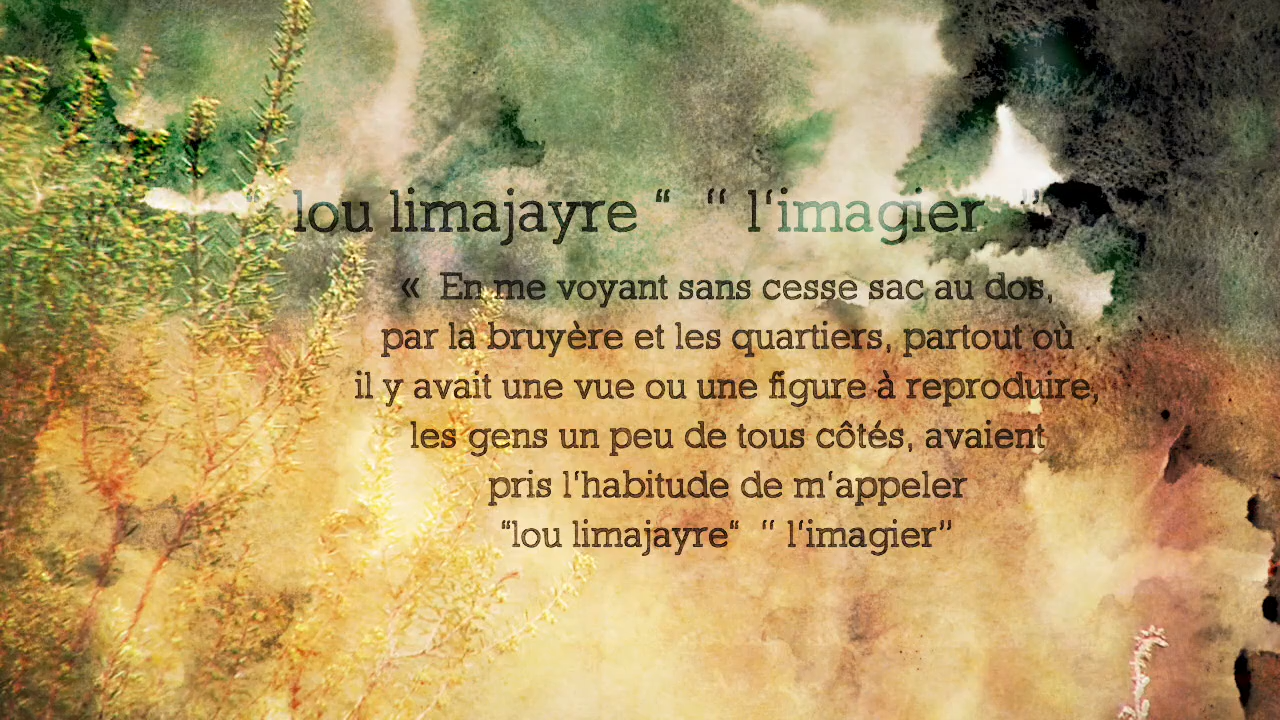 “ lou limajayre “ “ l‘imagier ”
« En me voyant sans cesse sac au dos,
par la bruyère et les quartiers, partout où
il y avait une vue ou une figure à reproduire,
les gens un peu de tous côtés, avaient
pris l‘habitude de m‘appeler
“lou limajayre“ “ l‘imagier”